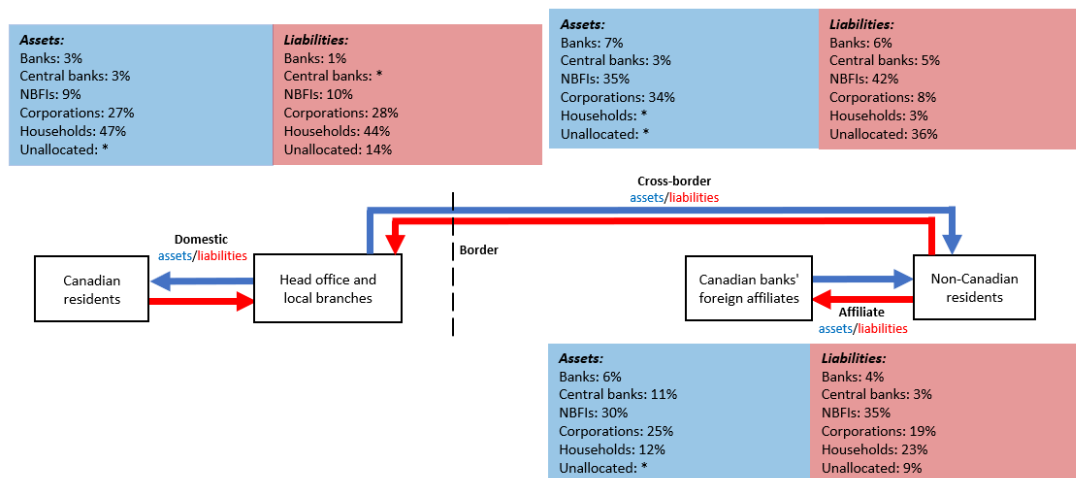 Assets:
Banks: 3%
Central banks: 3%
NBFIs: 9%
Corporations: 27%
Households: 47%
Unallocated: *
Liabilities:
Banks: 1%
Central banks: *
NBFIs: 10%
Corporations: 28%
Households: 44%
Unallocated: 14%
Assets:
Banks: 7%
Central banks: 3%
NBFIs: 35%
Corporations: 34%
Households: *
Unallocated: *
Liabilities:
Banks: 6%
Central banks: 5%
NBFIs: 42%
Corporations: 8%
Households: 3%
Unallocated: 36%
Cross-border
assets/liabilities
Domestic
assets/liabilities
Border
Canadian
residents
Head office and
local branches
Canadian banks'
foreign affiliates
Non-Canadian
residents
Affiliate
assets/liabilities
Assets:
Banks: 6%
Central banks: 11%
NBFIs: 30%
Corporations: 25%
Households: 12%
Unallocated: *
Liabilities:
Banks: 4%
Central banks: 3%
NBFIs: 35%
Corporations: 19%
Households: 23%
Unallocated: 9%